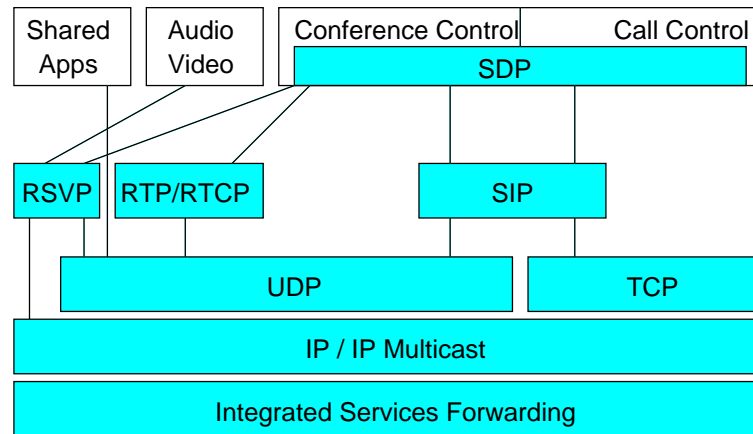 Shared
Apps
Audio
Video
Conference Control
Call Control
SDP
RSVP
RTP/RTCP
SIP
UDP
TCP
IP / IP Multicast
Integrated Services Forwarding